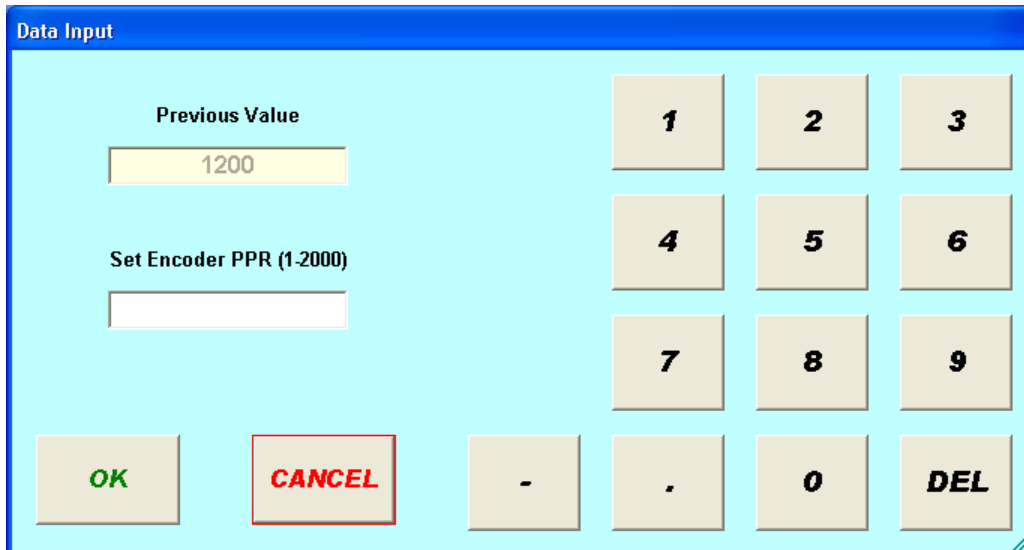 Data Input
Previous Value
1200
Set Encoder PPR (1-2000)
1 2 3
4 5 6
7 8 9
OK CANCEL - . 0 DEL